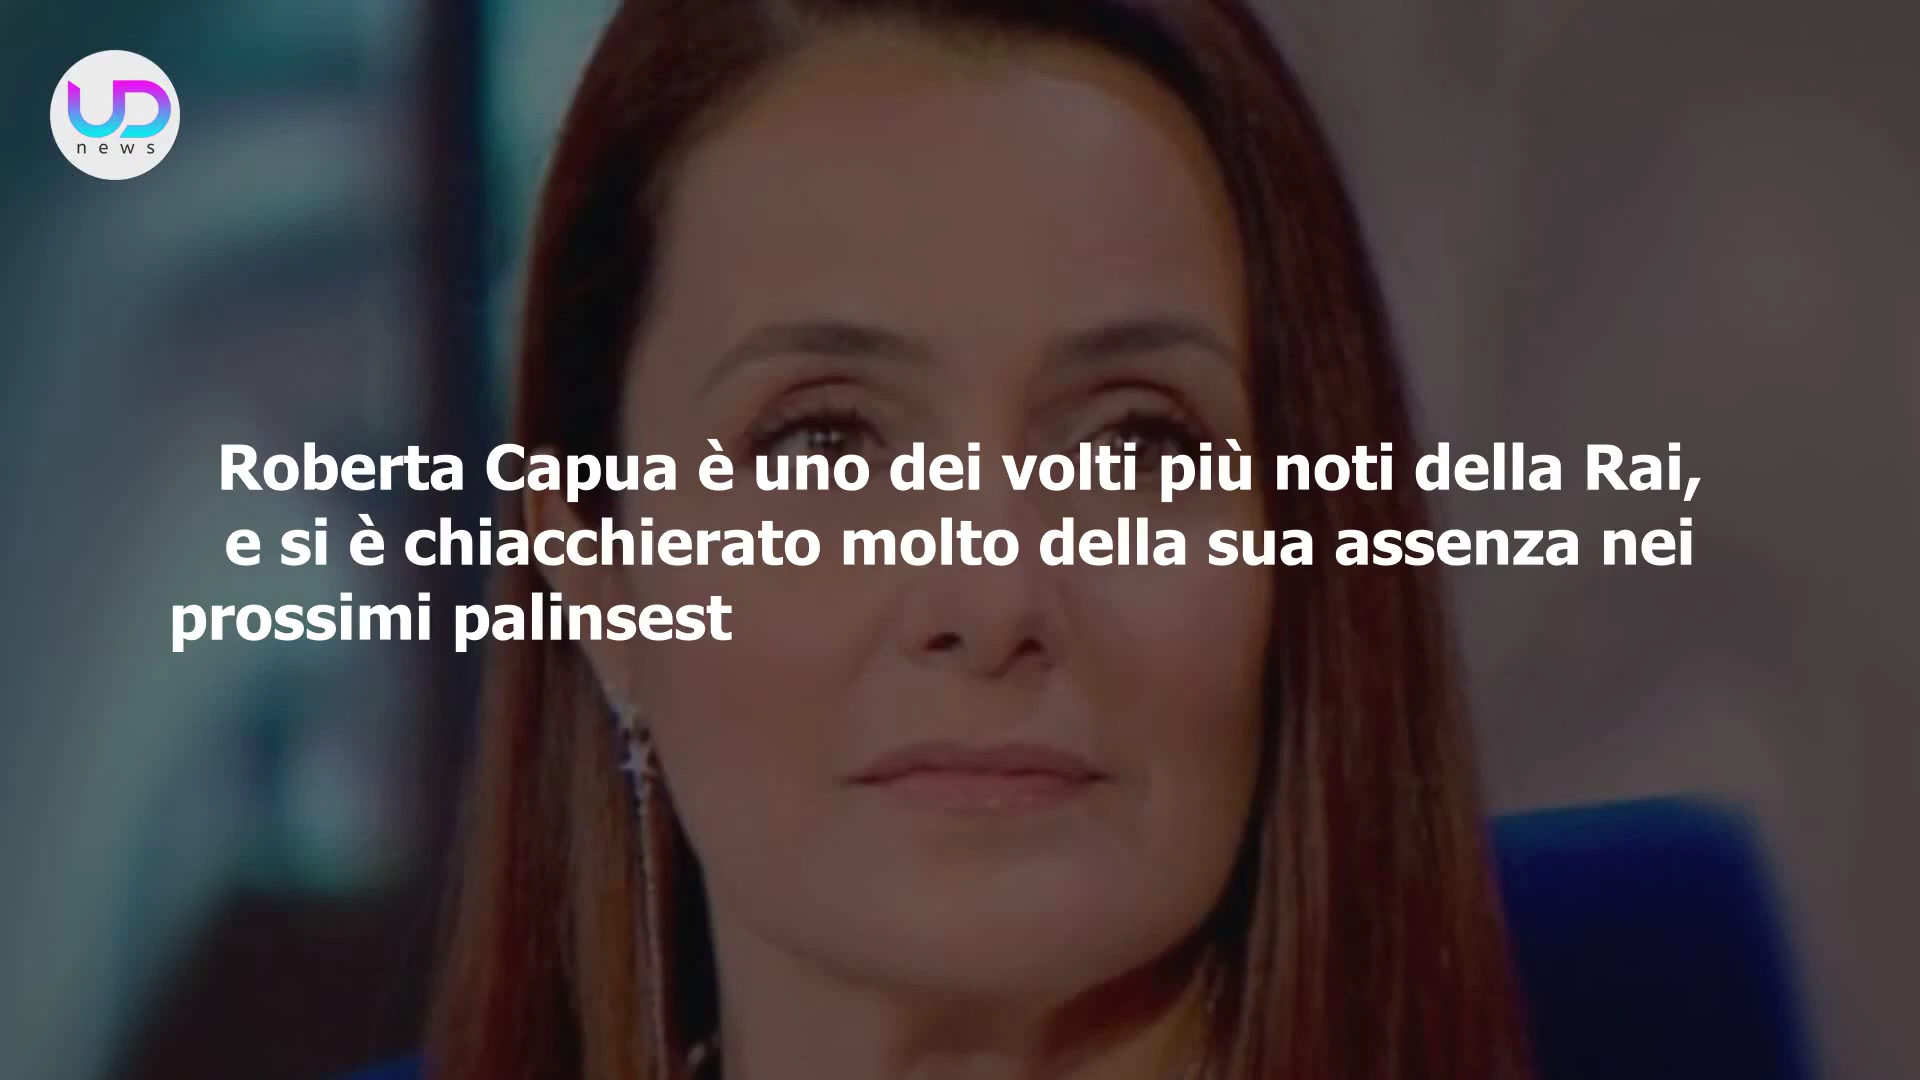 UD
news
Roberta Capua è uno dei volti più noti della Rai,
e si è chiacchierato molto della sua assenza nei
prossimi palinsest